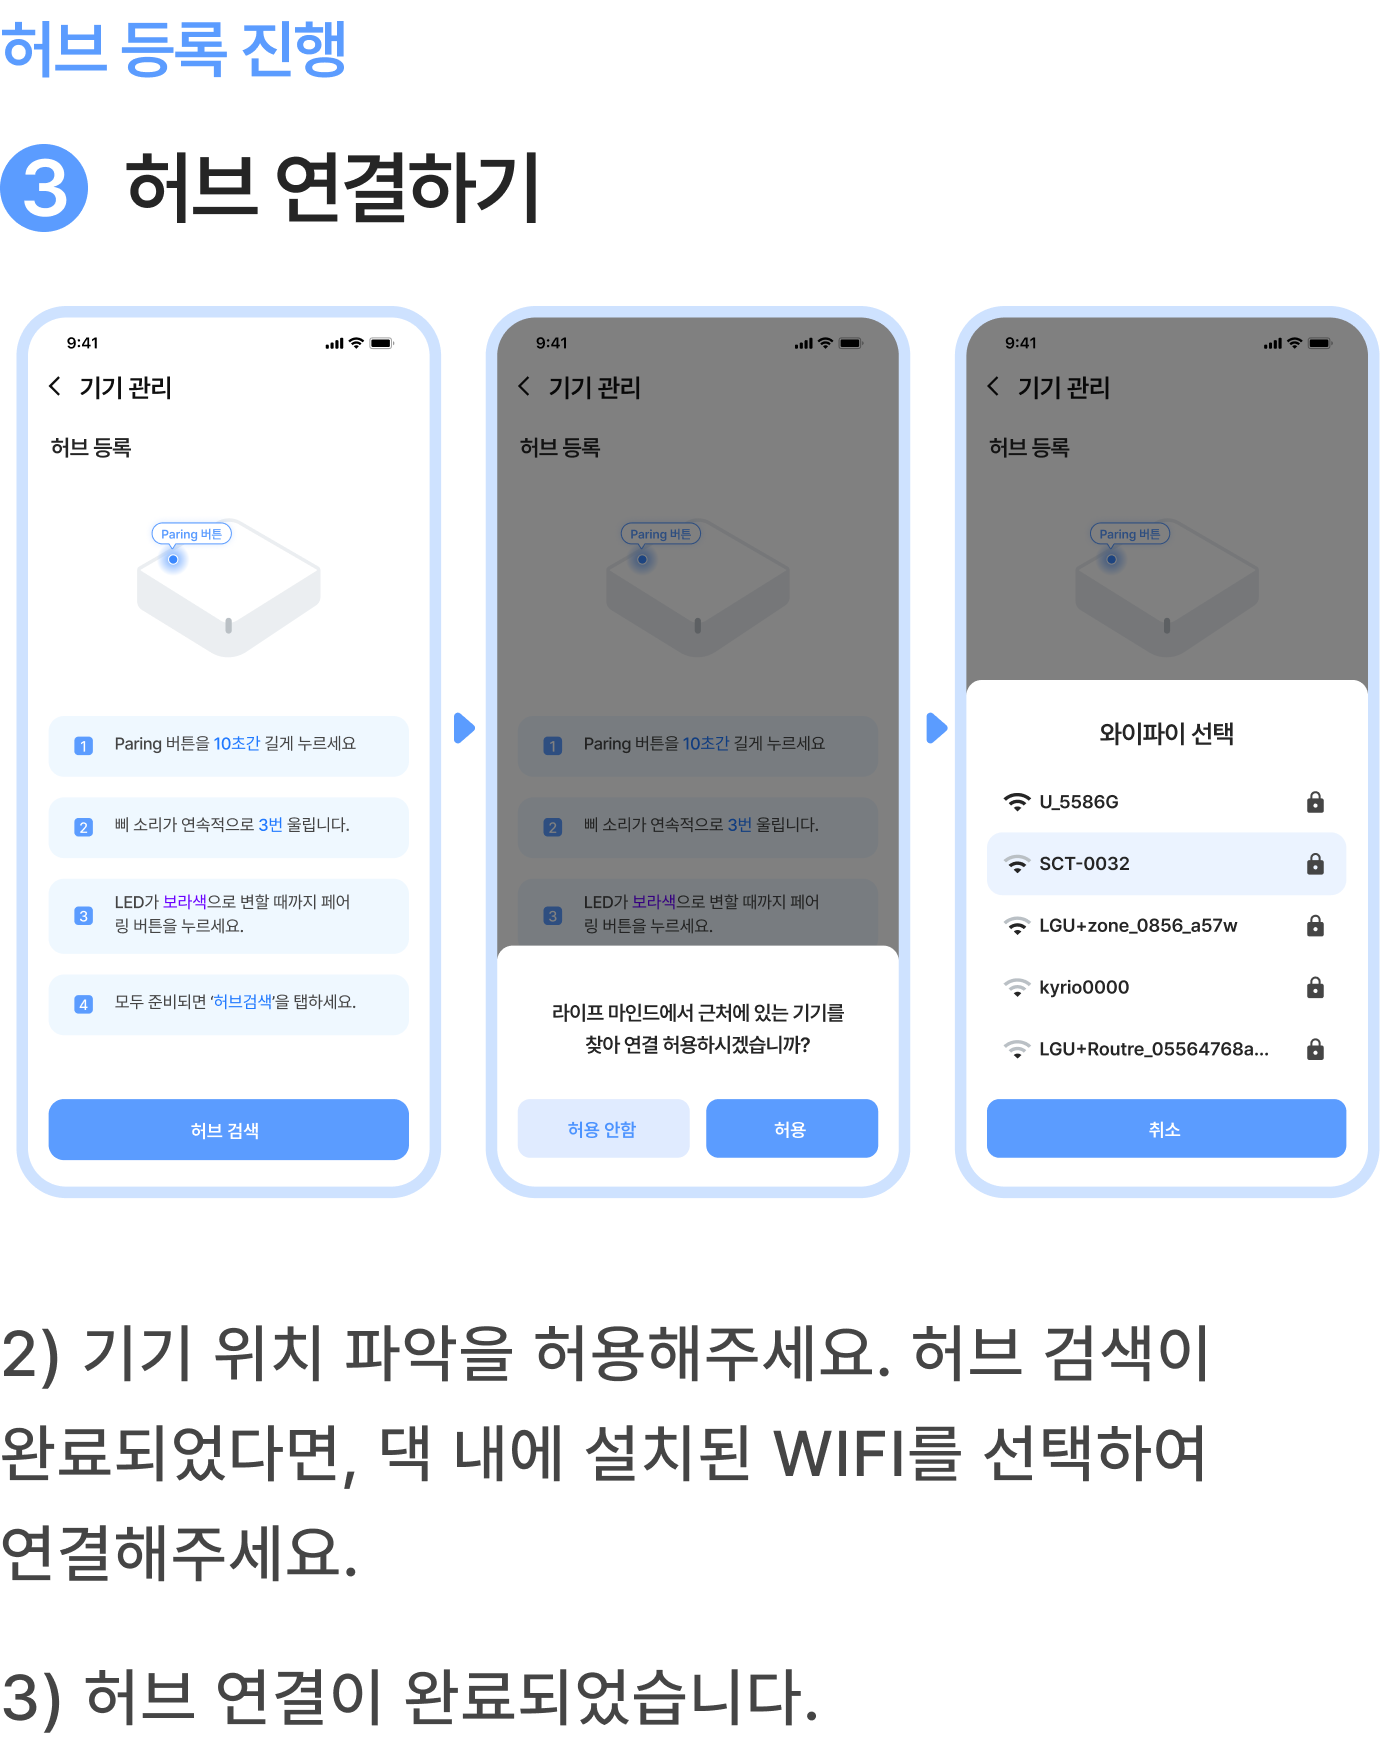 허브 등록 진행
3 허브 연결하기
9:41
기기 관리
허브 등록
Paring 버튼
1 Paring 버튼을 10초간 길게 누르세요
2 삐 소리가 연속적으로 3번 울립니다.
3 LED가 보라색으로 변할 때까지 페어
링 버튼을 누르세요.
4 모두 준비되면 ‘허브검색’을 탭하세요.
허브 검색
9:41
기기 관리
허브 등록
Paring 버튼
1 Paring 버튼을 10초간 길게 누르세요
2 삐 소리가 연속적으로 3번 울립니다.
3 LED가 보라색으로 변할 때까지 페어
링 버튼을 누르세요.
라이프 마인드에서 근처에 있는 기기를
찾아 연결 허용하시겠습니까?
허용 안함
허용
9:41
기기 관리
허브 등록
Paring 버튼
와이파이 선택
U_5586G
SCT-0032
LGU+zone_0856_a57w
kyrio0000
LGU+Routre_05564768a...
취소
2) 기기 위치 파악을 허용해주세요. 허브 검색이
완료되었다면, 댁 내에 설치된 WIFI를 선택하여
연결해주세요.
3) 허브 연결이 완료되었습니다.